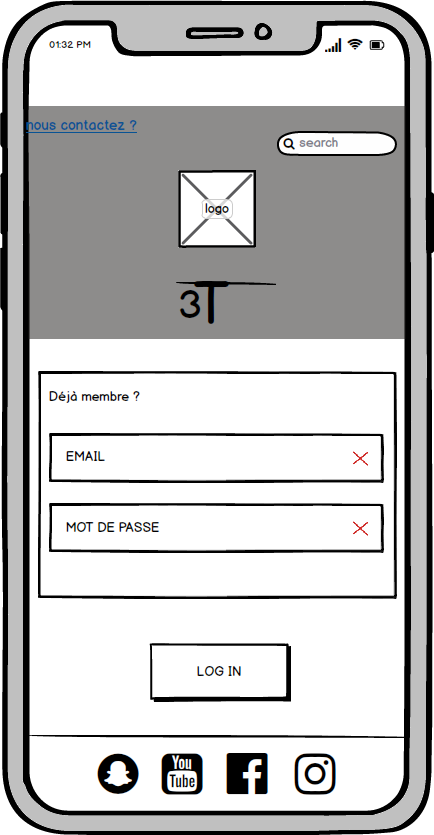 01:32 PM
nous contactez ?
search
logo
3T
Déjà membre ?
EMAIL
MOT DE PASSE
LOG IN
You
Tube